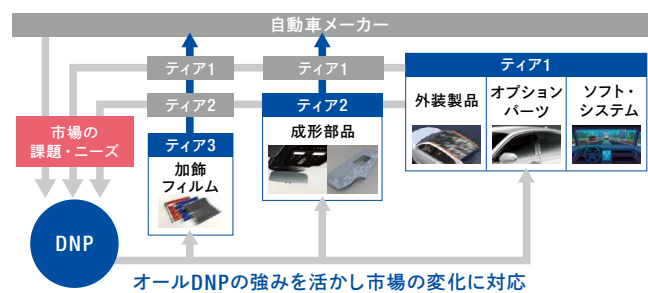 自動車メーカー
ティア1
ティア1
ティア1
ティア2
外装製品
オプション
パーツ
ソフト・
システム
市場の
課題・ニーズ
ティア3
加飾
フィルム
ティア2
成形部品
DNP
オールDNPの強みを活かし市場の変化に対応